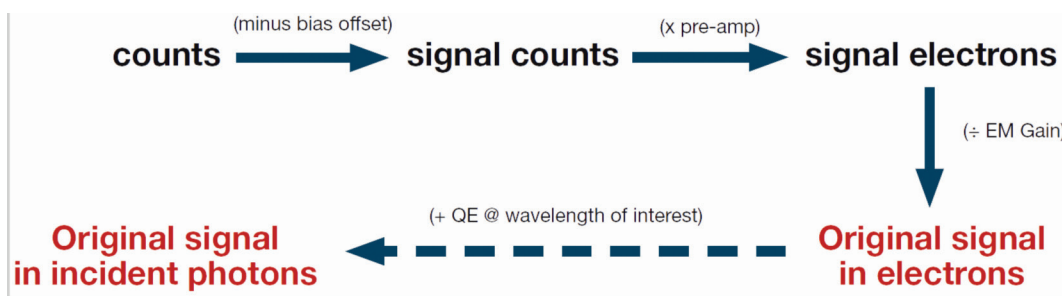 (minus bias offset)
(x pre-amp)
counts
signal counts
signal electrons
(÷ EM Gain)
(+ QE @ wavelength of interest)
Original signal
in incident photons
Original signal
in electrons